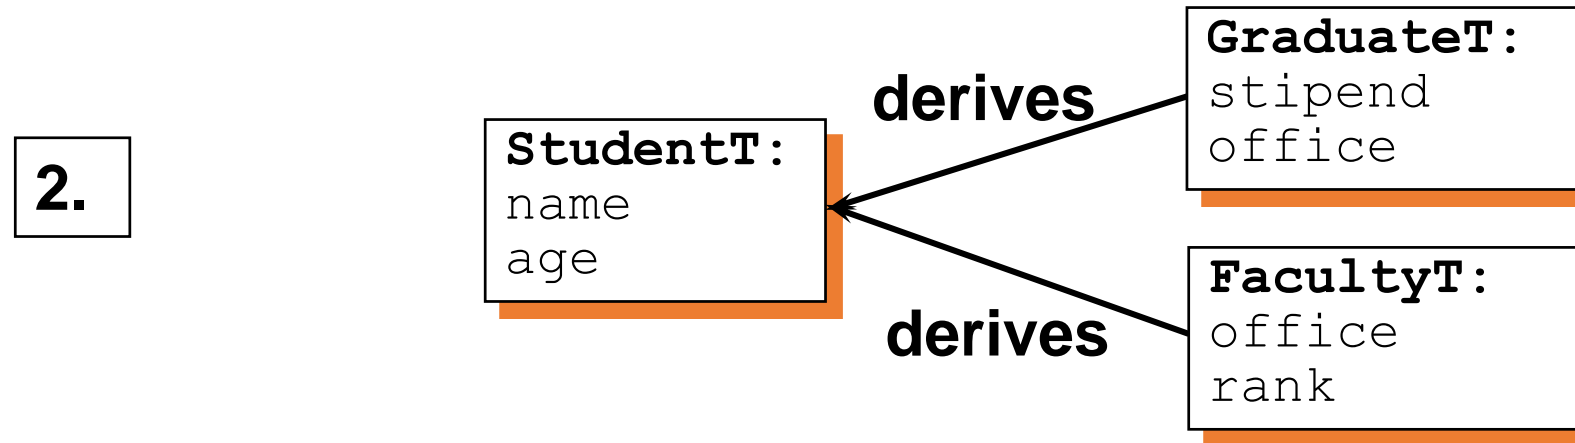 2.
StudentT:
name
age
derives
derives
GraduateT:
stipend
office
FacultyT:
office
rank